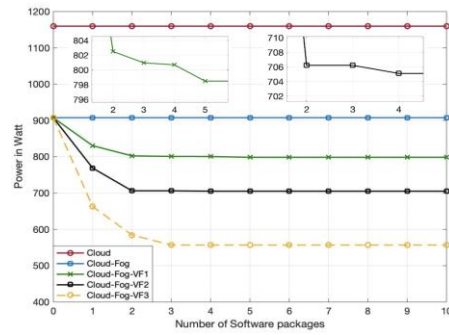 1200
1100
1000
900
800
700
600
500
400
Power in Watt
804
802
800
798
796
2 3 4 5
710
708
706
704
702
2 3 4
Cloud
Cloud-Fog
Cloud-Fog-VF1
Cloud-Fog-VF2
Cloud-Fog-VF3
0 1 2 3 4 5 6 7 8 9 10
Number of Software packages